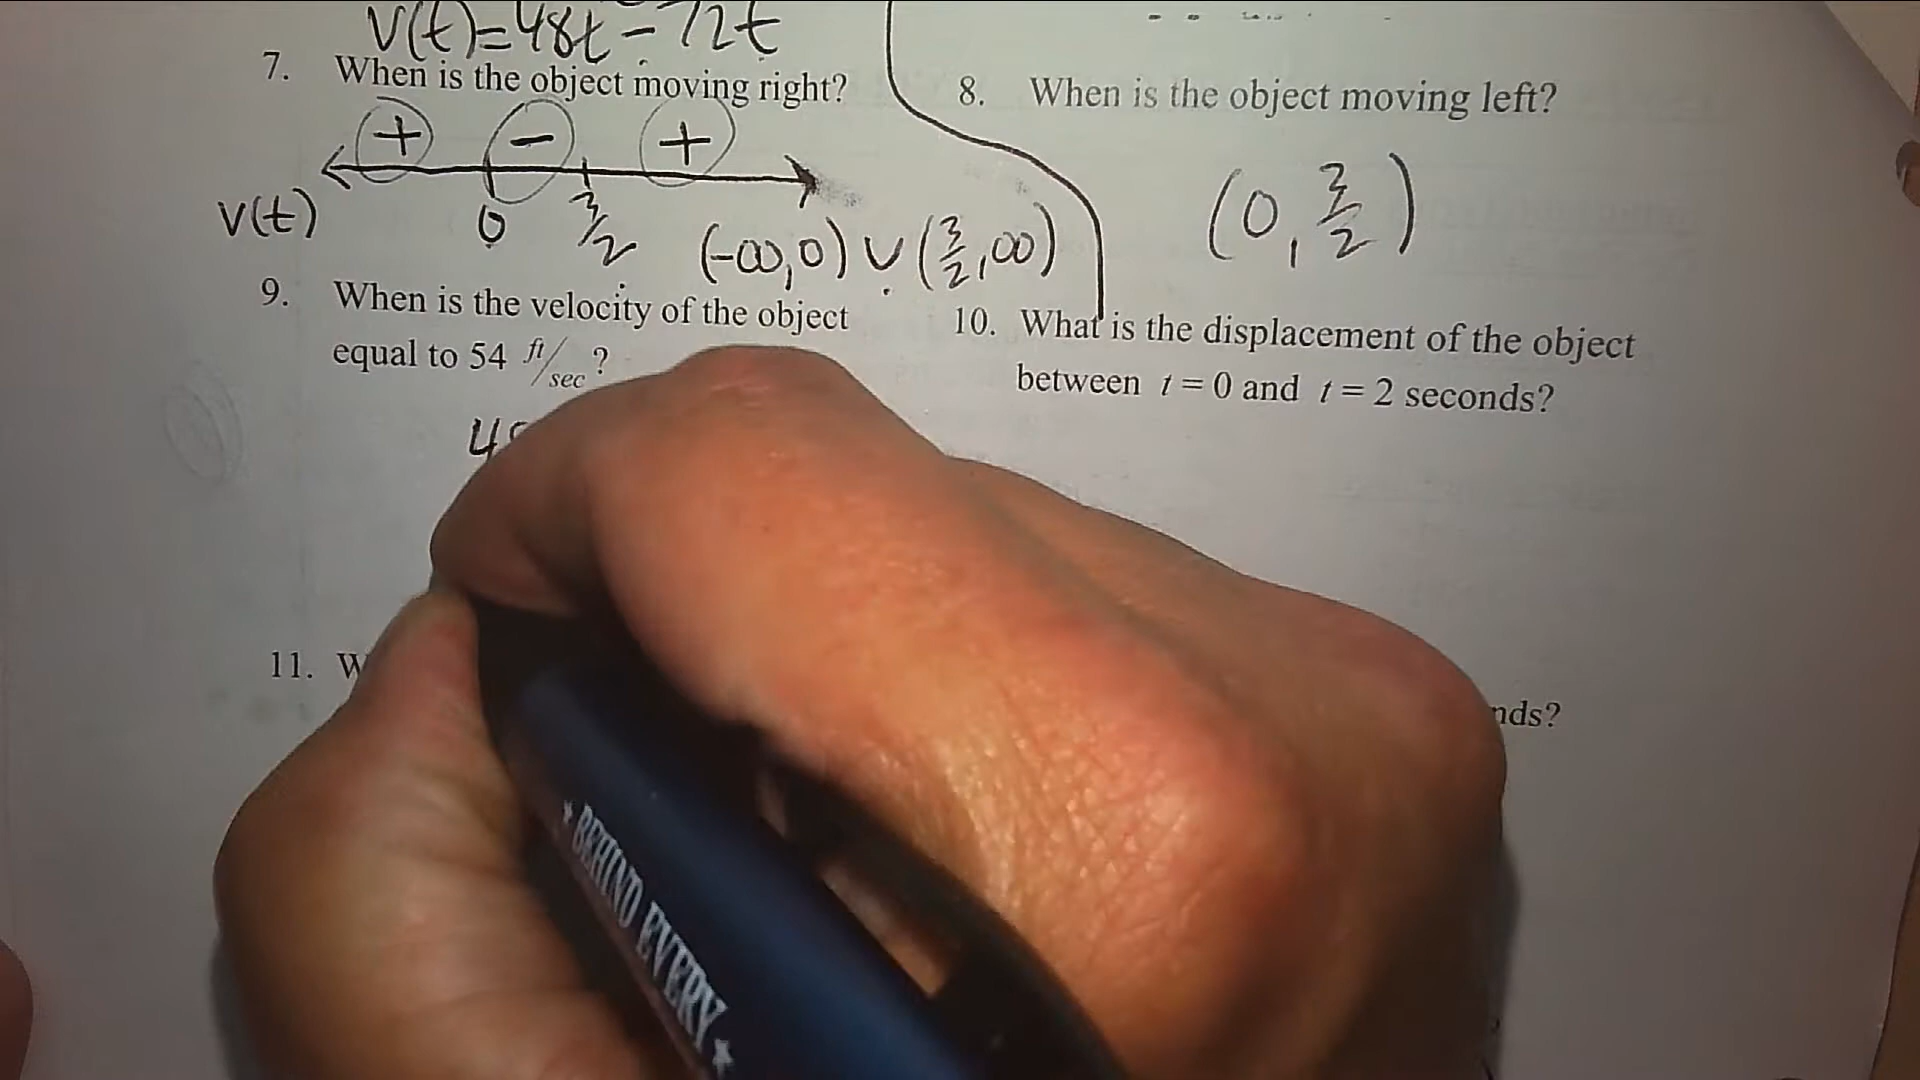 V(t)=48t - 72t
7. When is the object moving right?
8. When is the object moving left?
+ - +
V(t) 0 3/2 (-∞,0) ∪ (3/2,∞)
(0, 3/2)
9. When is the velocity of the object
equal to 54 ft/sec ?
10. What is the displacement of the object
between t = 0 and t = 2 seconds?
11.
BEHIND EVERY